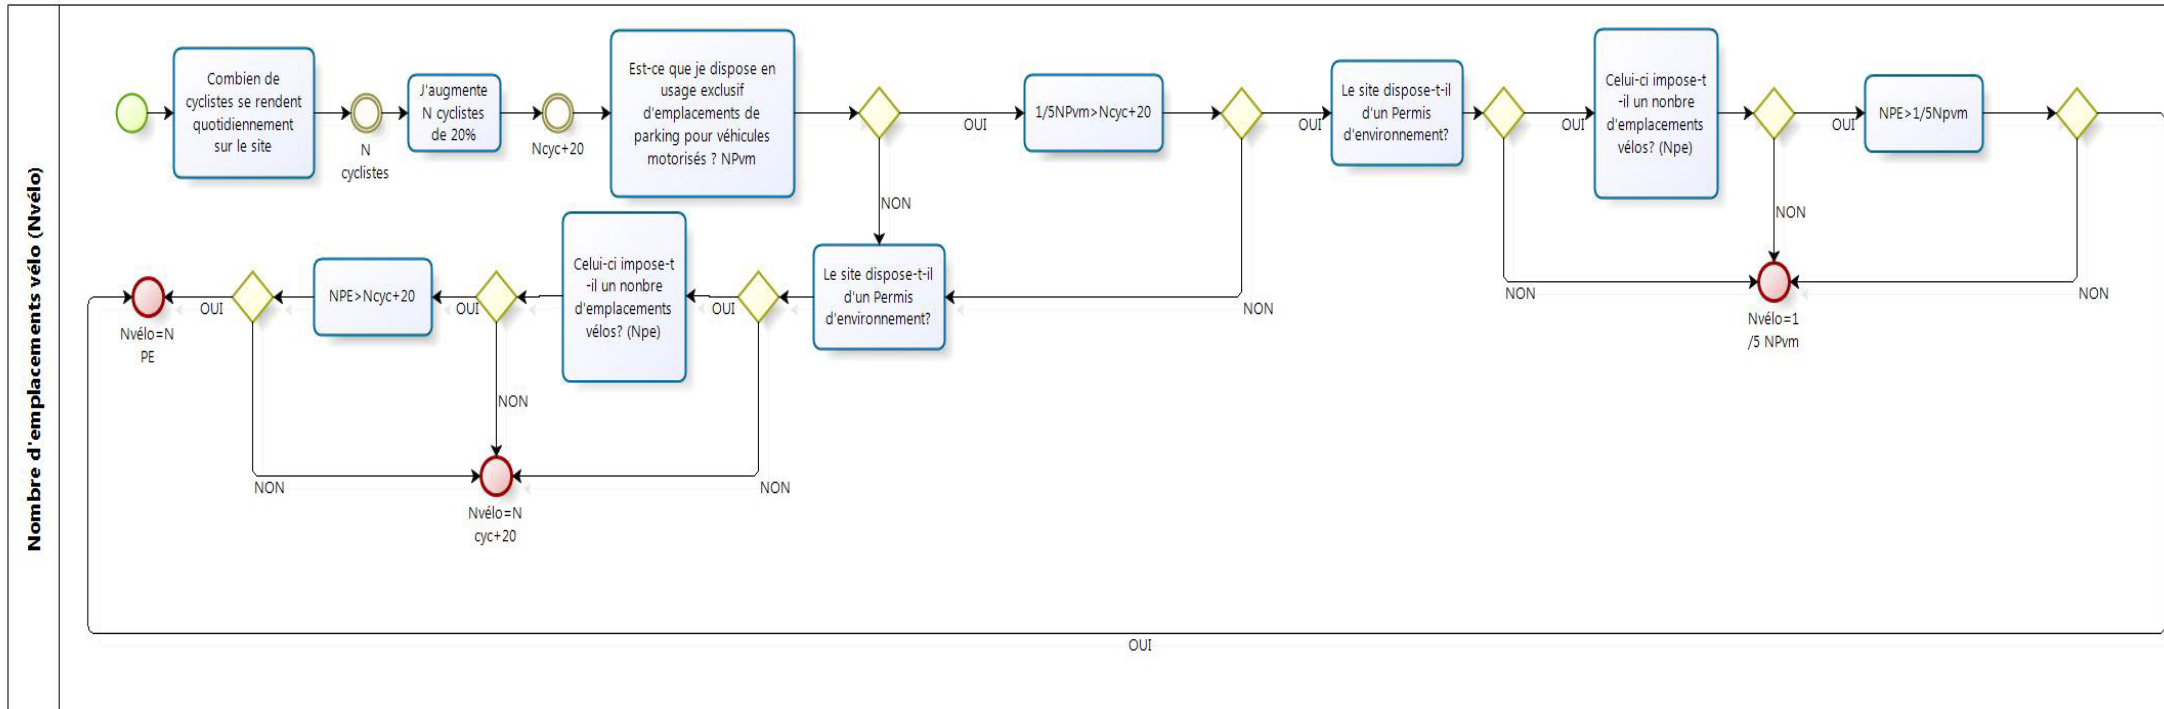 Nombre d'emplacements vélo (Nvélo)
Combien de
cyclistes se rendent
quotidiennement
sur le site
N
cyclistes
J'augmente
N cyclistes
de 20%
Ncyc+20
Est-ce que je dispose en
usage exclusif
d'emplacements de
parking pour véhicules
motorisés ? NPvm
OUI
NON
1/5NPvm>Ncyc+20
OUI
NON
Le site dispose-t-il
d'un Permis
d'environnement?
OUI
NON
Celui-ci impose-t
-il un nonbre
d'emplacements
vélos? (Npe)
OUI
NON
NPE>1/5Npvm
NON
Nvélo=1
/5 NPvm
Le site dispose-t-il
d'un Permis
d'environnement?
OUI
NON
Celui-ci impose-t
-il un nonbre
d'emplacements
vélos? (Npe)
OUI
NON
NPE>Ncyc+20
OUI
NON
Nvélo=N
PE
Nvélo=N
cyc+20
OUI